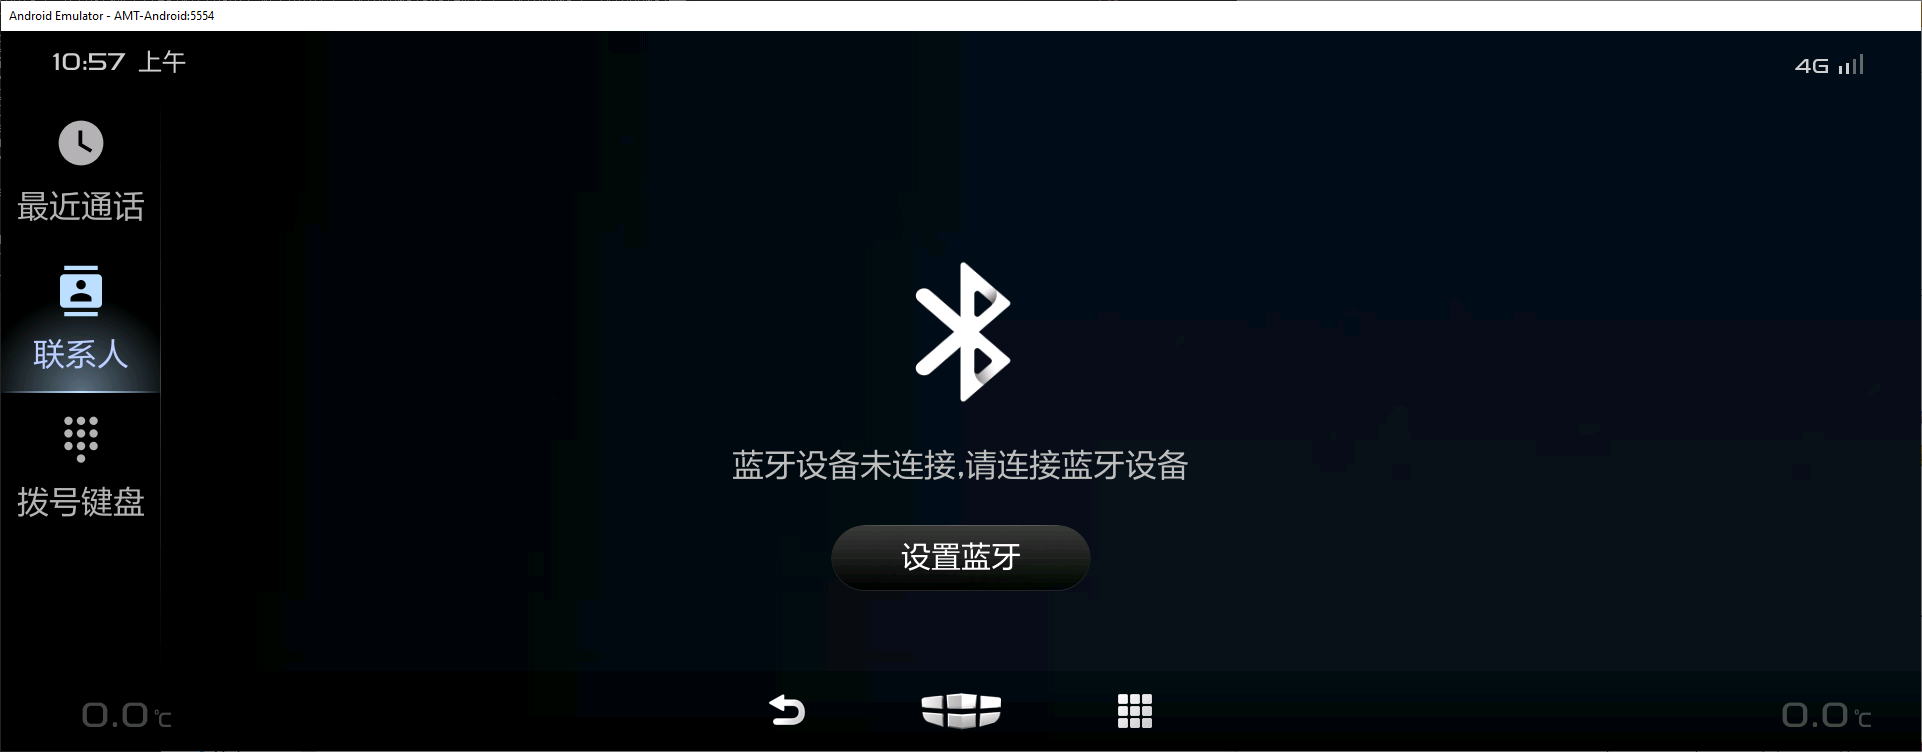 Android Emulator - AMT-Android:5554
10:57 上午
4G
最近通话
联系人
拨号键盘
蓝牙设备未连接,请连接蓝牙设备
设置蓝牙
0.0℃
0.0℃